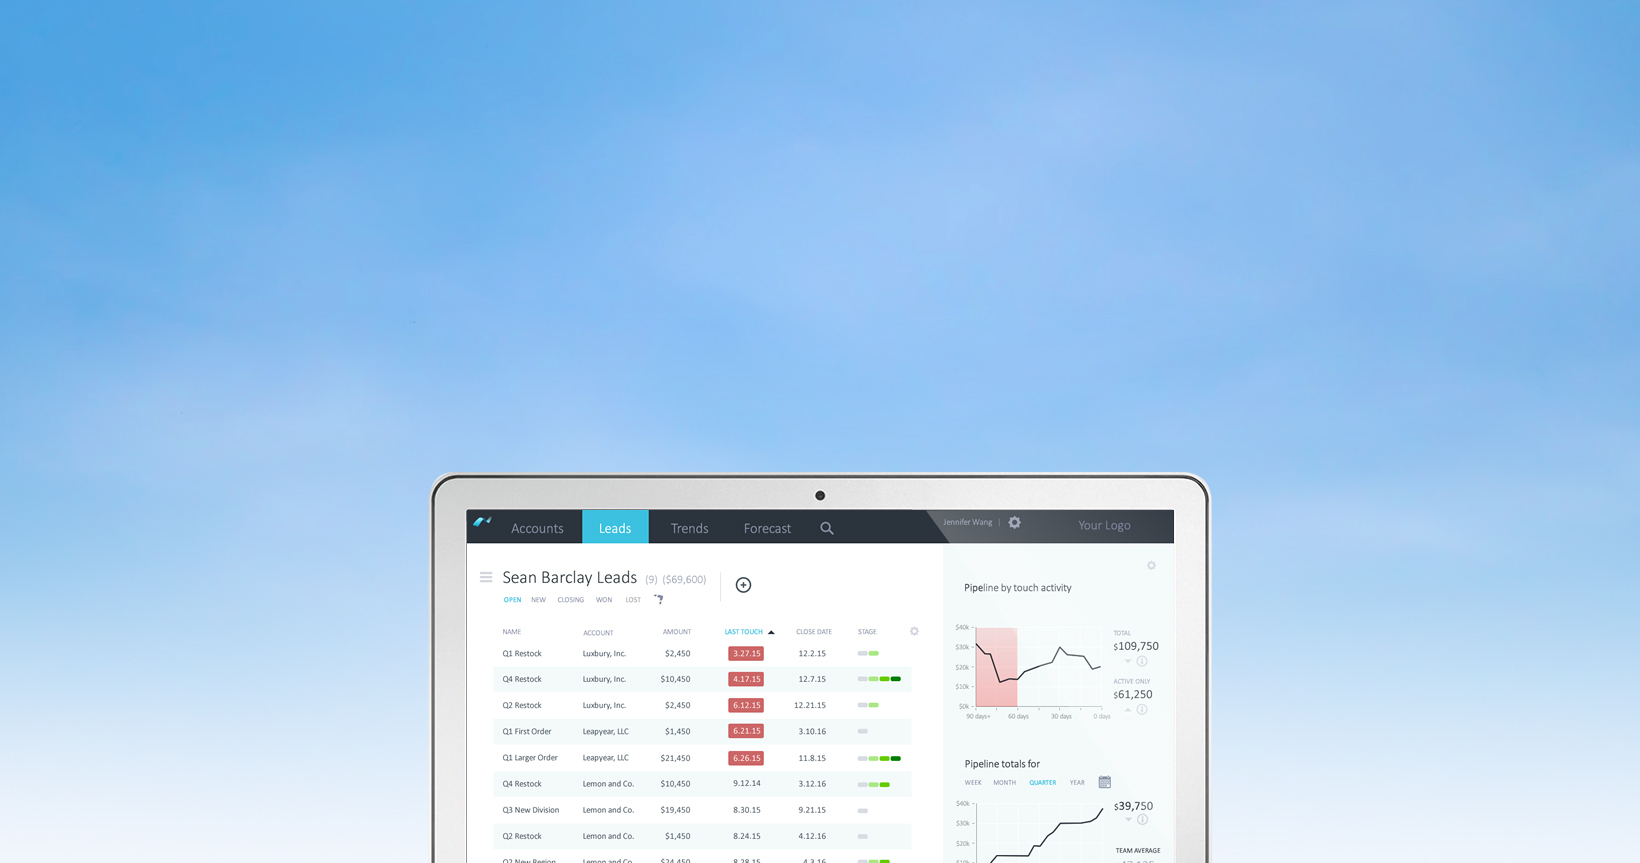 Accounts Leads Trends Forecast Jennifer Wang | Your Logo
Sean Barclay Leads (9) ($69,600)
OPEN NEW CLOSING WON LOST
NAME ACCOUNT AMOUNT LAST TOUCH CLOSE DATE STAGE
Q1 Restock Luxbury, Inc. $2,450 3.27.15 12.2.15
Q4 Restock Luxbury, Inc. $10,450 4.17.15 12.7.15
Q2 Restock Luxbury, Inc. $2,450 6.12.15 12.21.15
Q1 First Order Leapyear, LLC $1,450 6.21.15 3.10.16
Q1 Larger Order Leapyear, LLC $21,450 6.26.15 11.8.15
Q4 Restock Lemon and Co. $10,450 9.12.14 3.12.16
Q3 New Division Lemon and Co. $19,450 8.30.15 9.21.15
Q2 Restock Lemon and Co. $1,450 8.24.15 4.12.16
Q2 New Region Lemon and Co. $24,450 8.28.15 4.3.16
Pipeline by touch activity
$40k
$30k
$20k
$10k
$0k
90 days+ 60 days 30 days 0 days
TOTAL
$109,750
ACTIVE ONLY
$61,250
Pipeline totals for
WEEK MONTH QUARTER YEAR
$40k
$30k
$20k
$10k
$39,750
TEAM AVERAGE